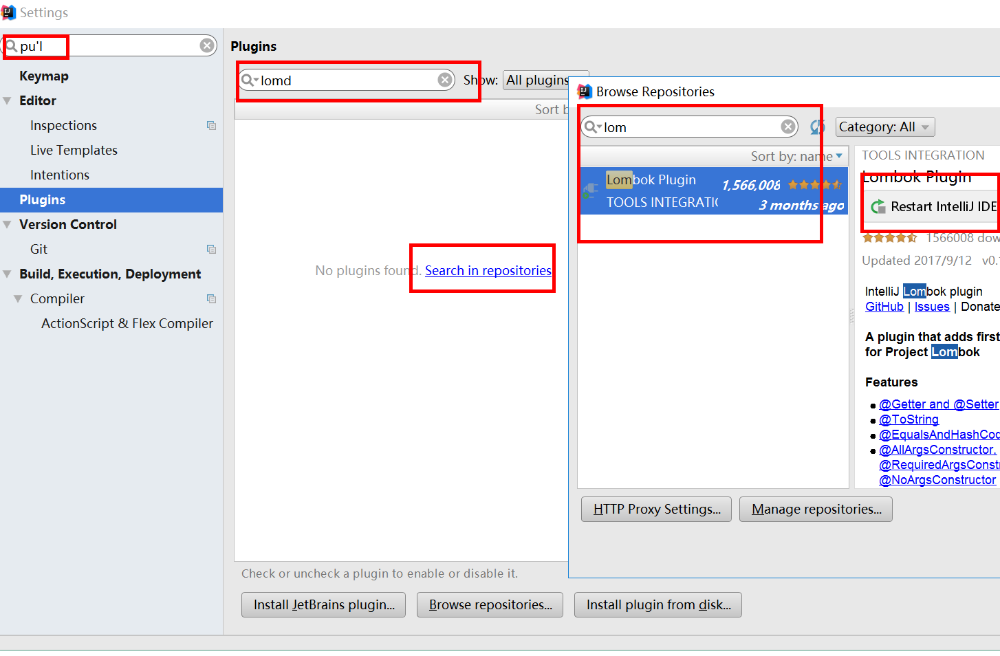 Settings
pu'l
Keymap
Editor
Inspections
Live Templates
Intentions
Plugins
Version Control
Git
Build, Execution, Deployment
Compiler
ActionScript & Flex Compiler
Plugins
lomd
Show: All plugins
Sort b
No plugins found. Search in repositories
Check or uncheck a plugin to enable or disable it.
Install JetBrains plugin...
Browse repositories...
Install plugin from disk...
Browse Repositories
lom
Category: All
Sort by: name
Lombok Plugin
1,566,008
TOOLS INTEGRATIO
3 months ago
TOOLS INTEGRATION
Lombok Plugin
Restart IntelliJ IDE
1566008 dow
Updated 2017/9/12 v0.
IntelliJ Lombok plugin
GitHub | Issues | Donate
A plugin that adds first
for Project Lombok
Features
@Getter and @Setter
@ToString
@EqualsAndHashCod
@AllArgsConstructor,
@RequiredArgsConst
@NoArgsConstructor
HTTP Proxy Settings...
Manage repositories...